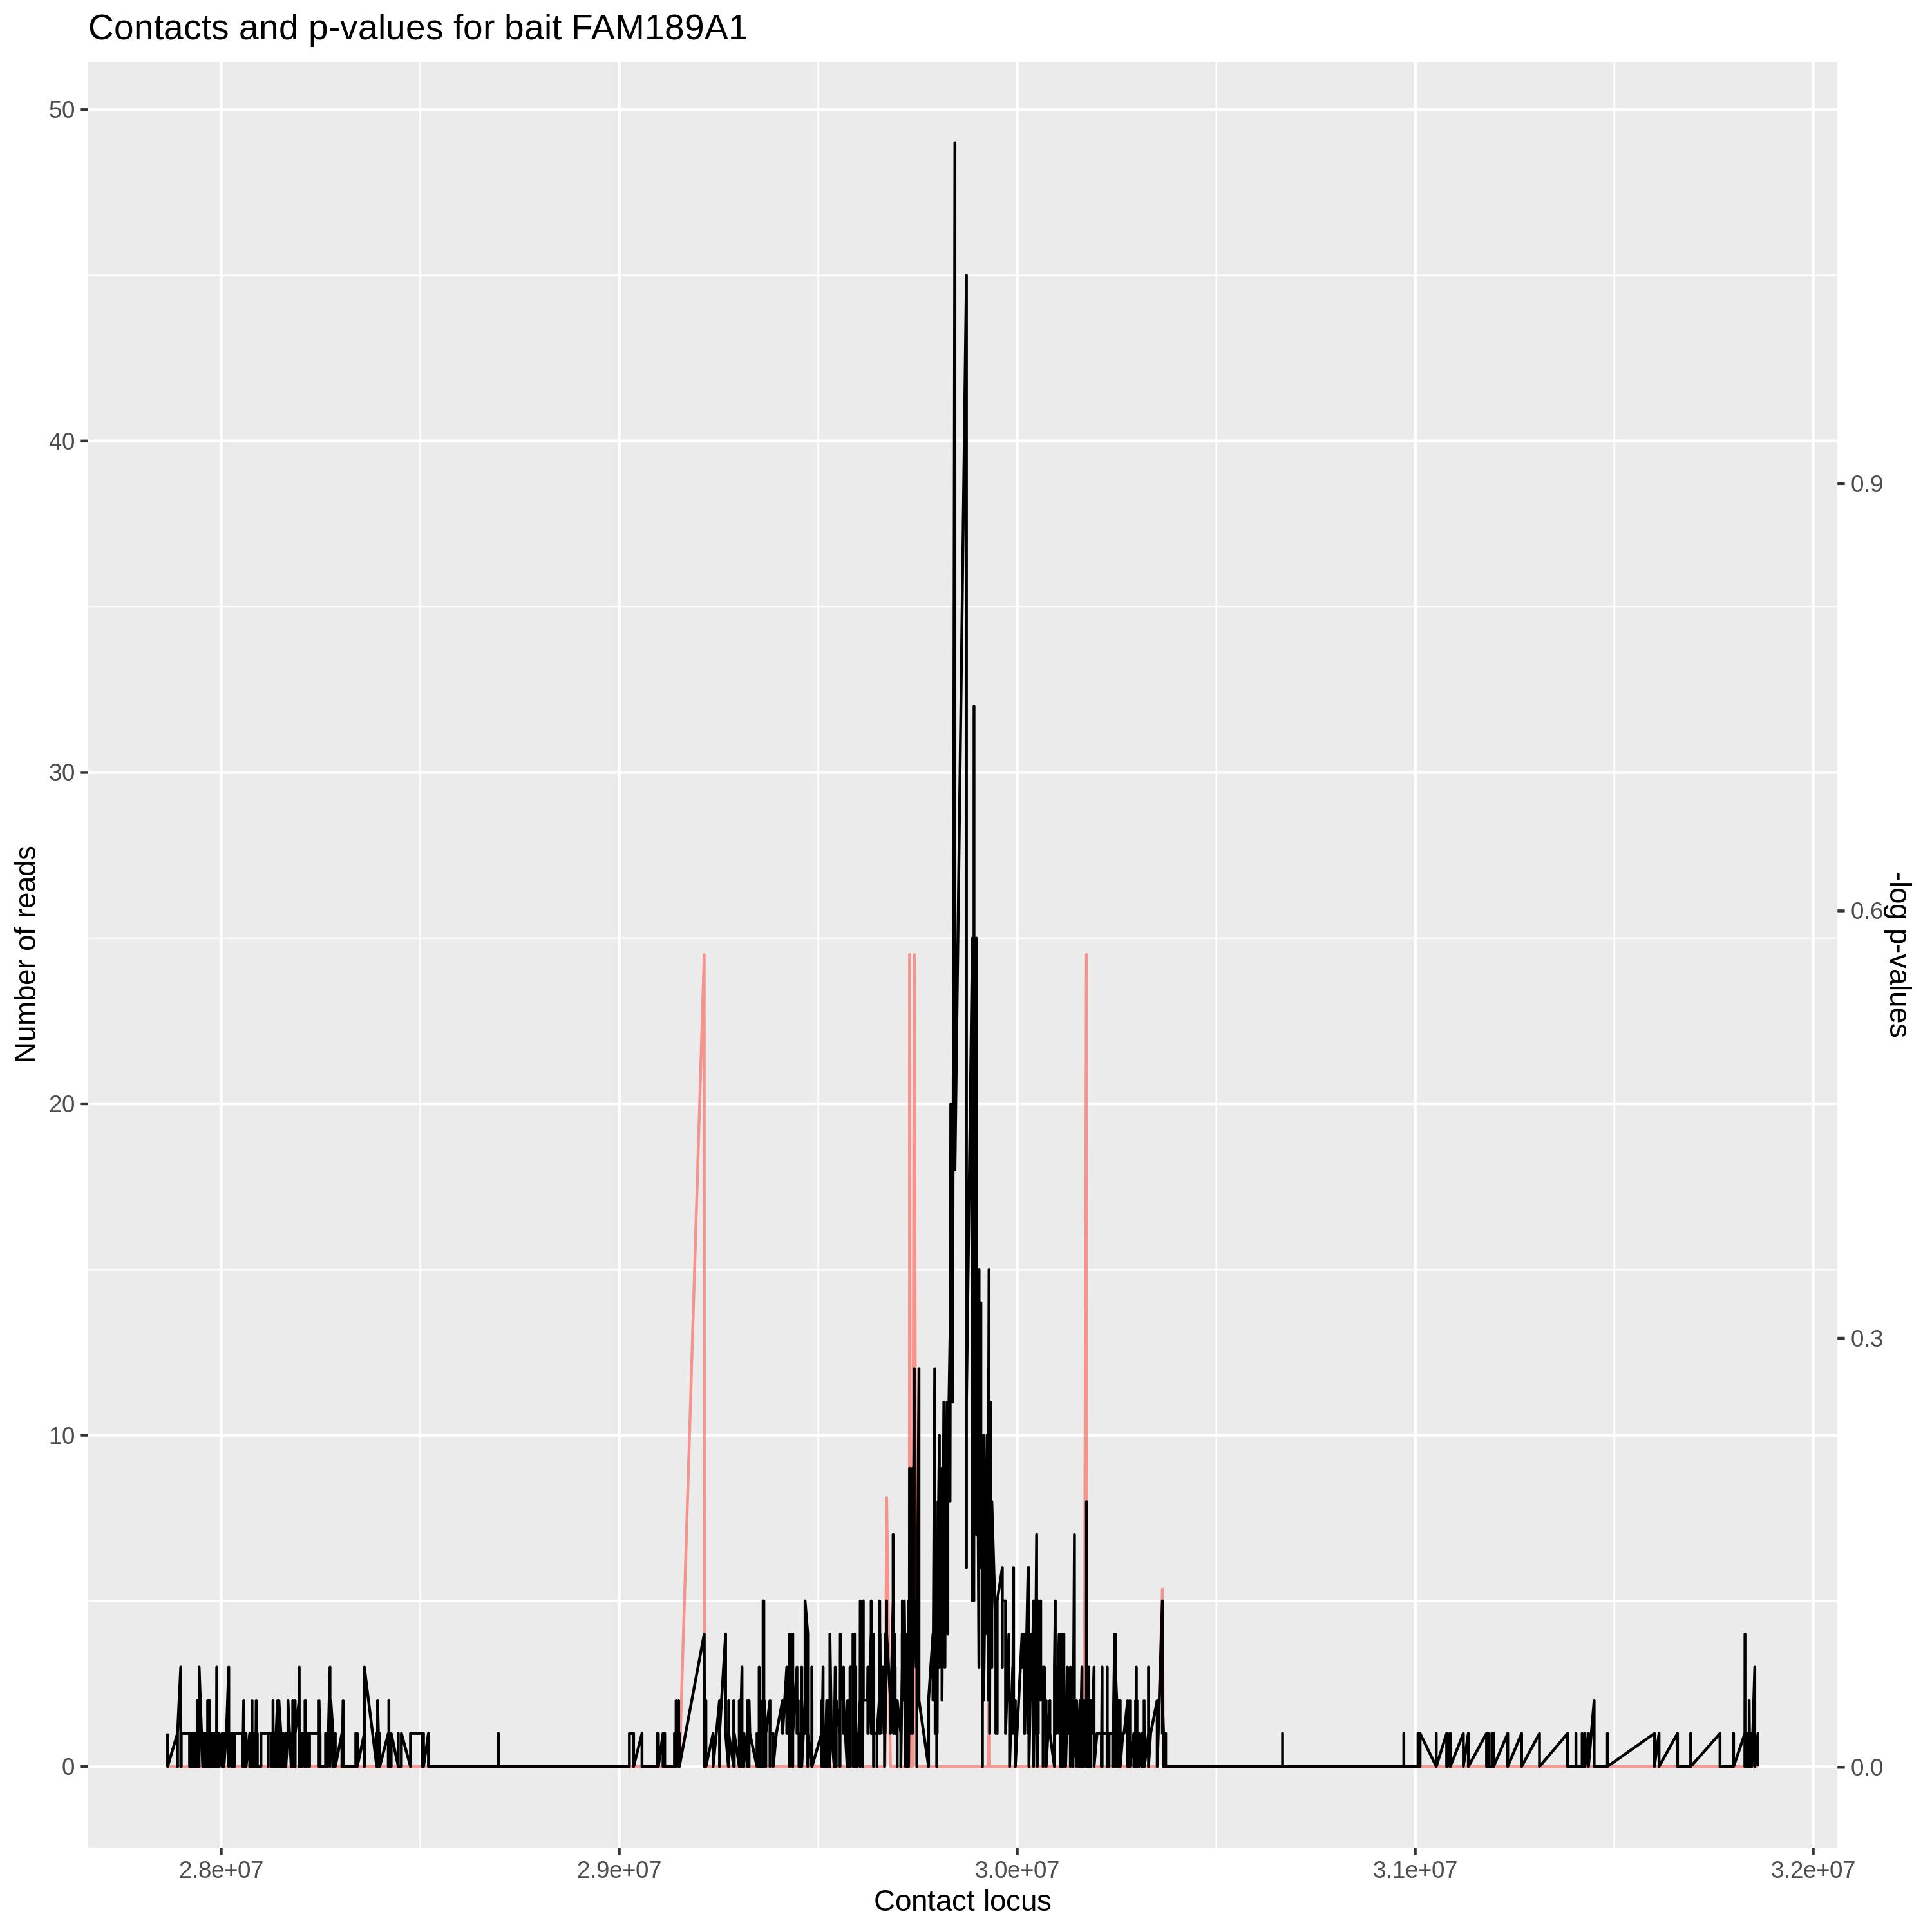 Contacts and p-values for bait FAM189A1
50
40
30
20
10
0
Number of reads
0.9
0.6
0.3
0.0
-log p-values
2.8e+07 2.9e+07 3.0e+07 3.1e+07 3.2e+07
Contact locus